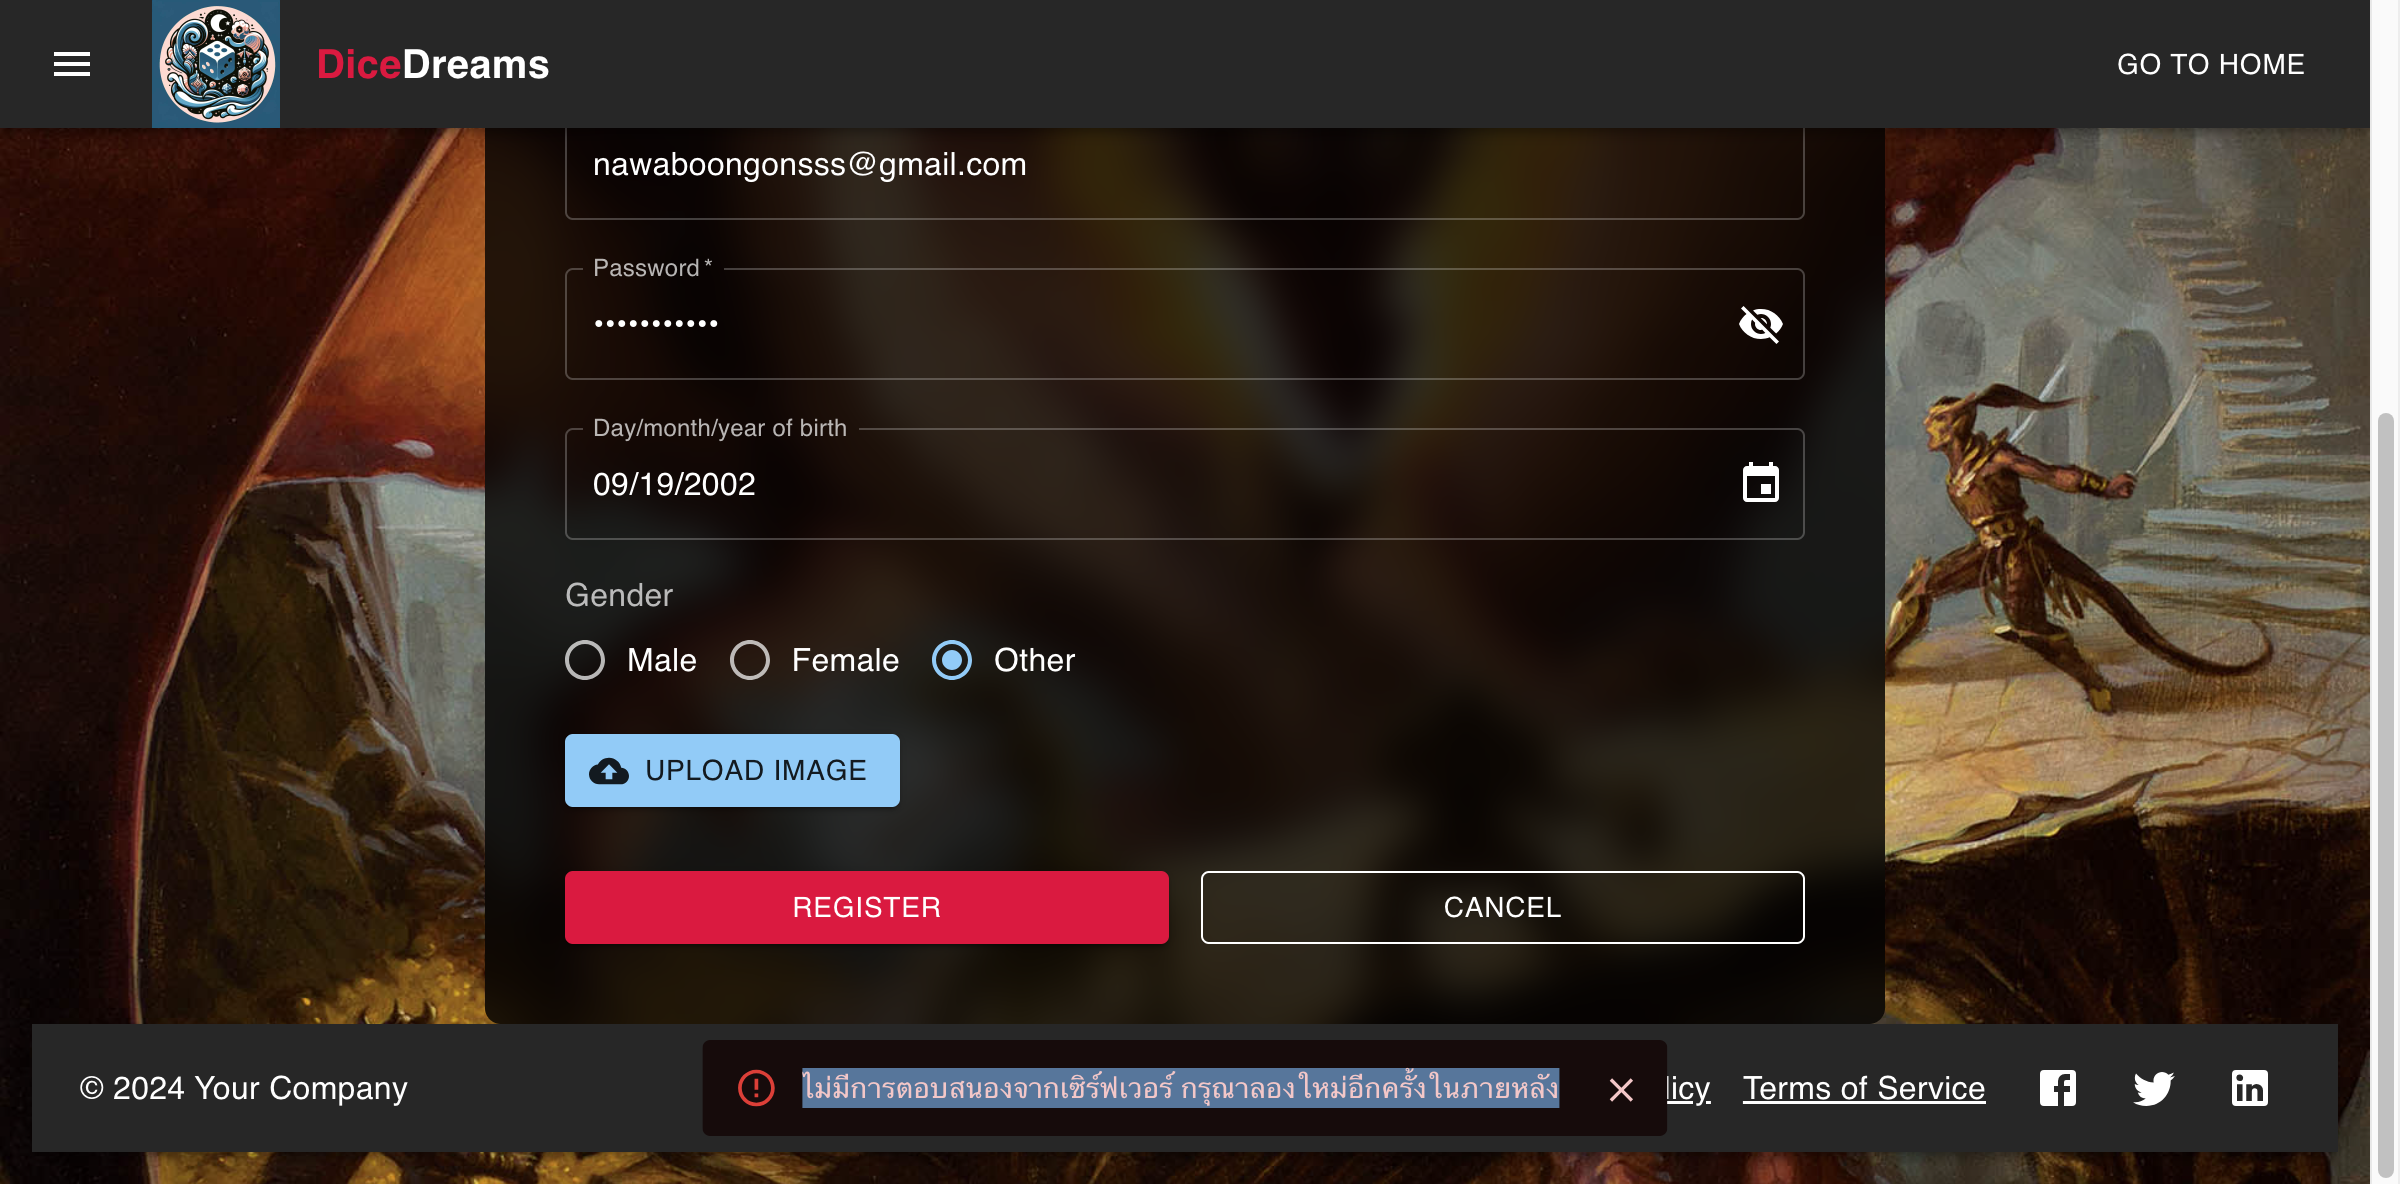 DiceDreams
GO TO HOME
nawaboongonsss@gmail.com
Password *
•••••••••••
Day/month/year of birth
09/19/2002
Gender
Male
Female
Other
UPLOAD IMAGE
REGISTER
CANCEL
© 2024 Your Company
ไม่มีการตอบสนองจากเซิร์ฟเวอร์ กรุณาลองใหม่อีกครั้งในภายหลัง
licy
Terms of Service